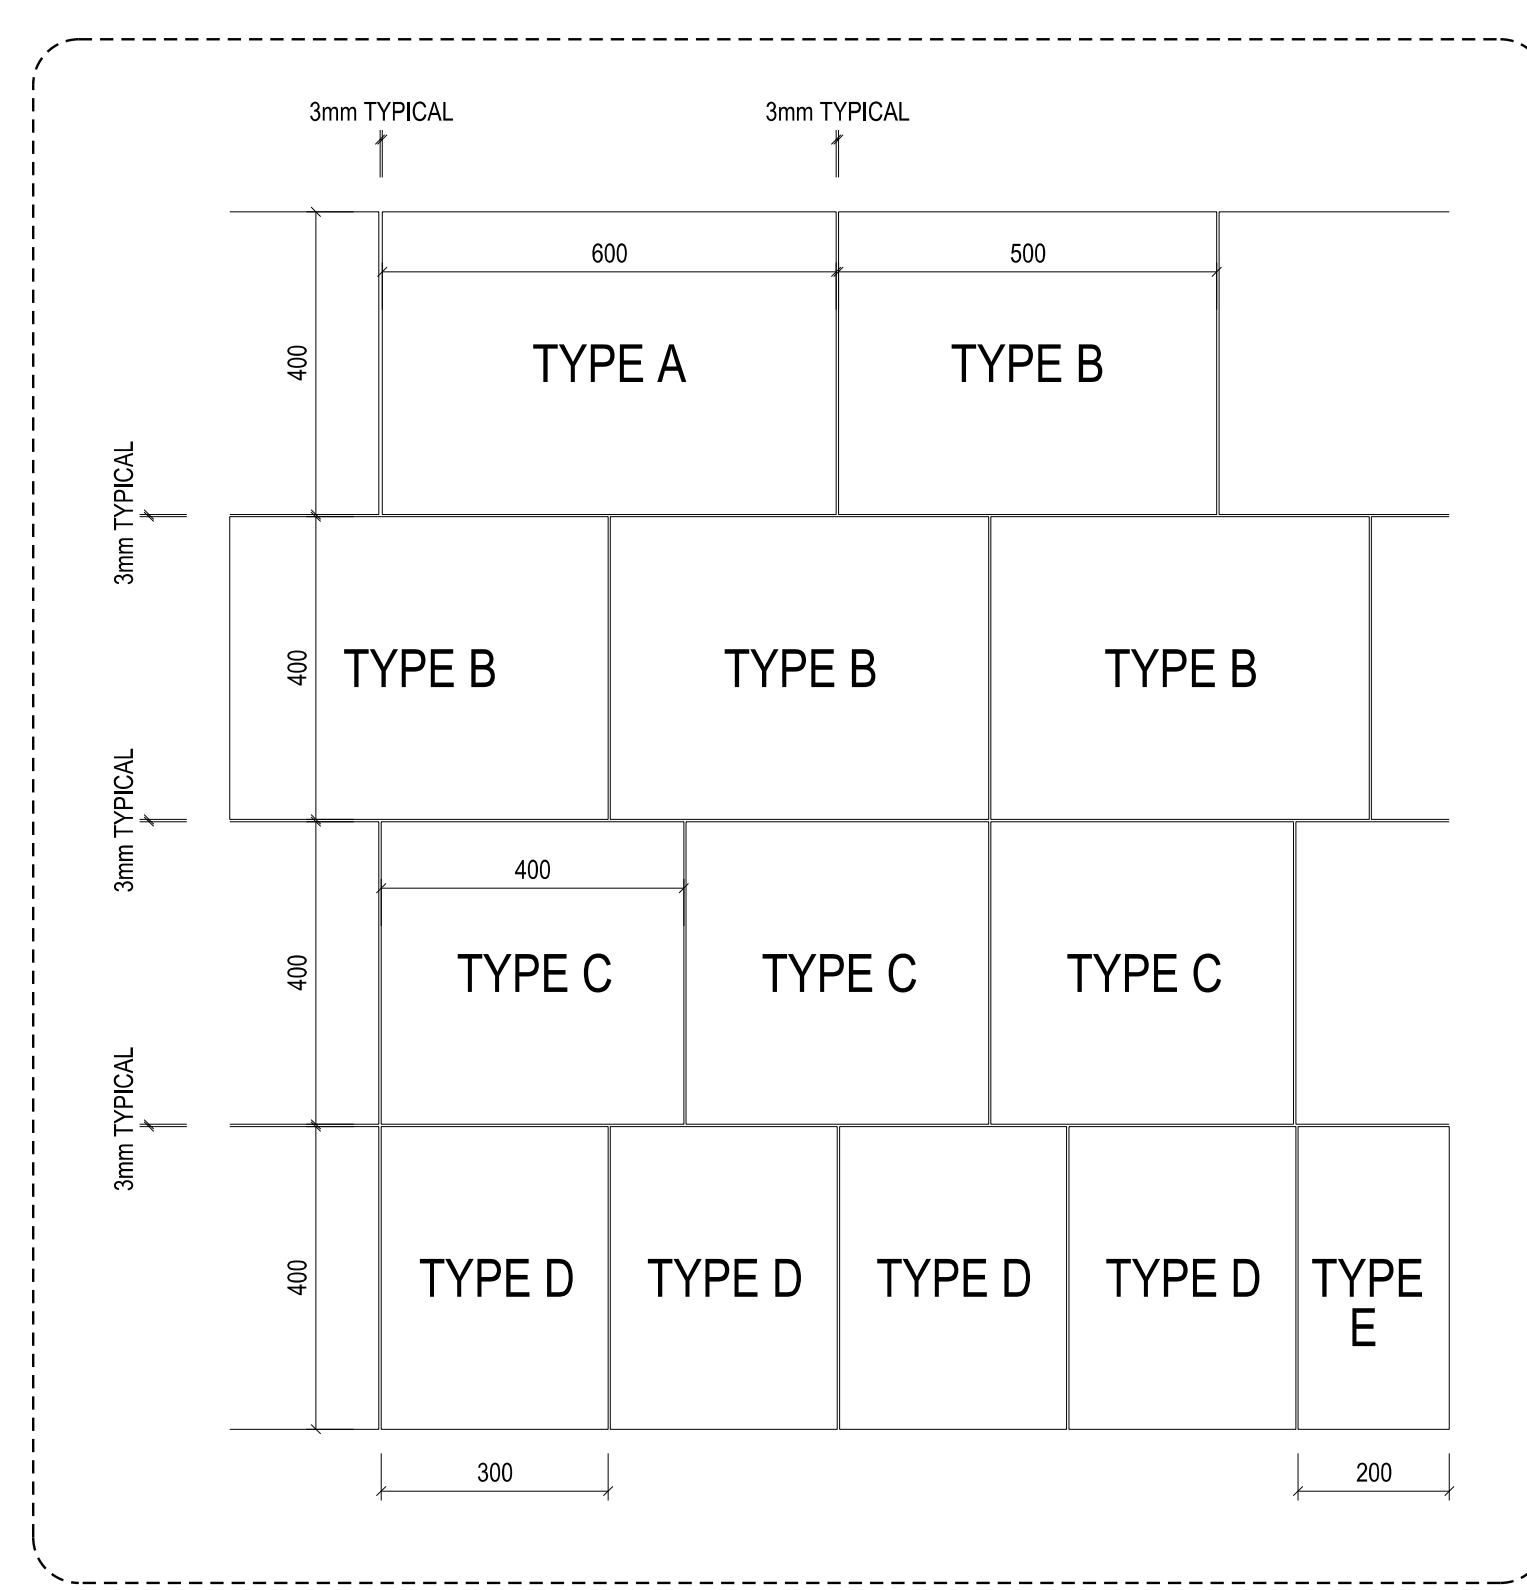 3mm TYPICAL
3mm TYPICAL
600
500
400
TYPE A
TYPE B
3mm TYPICAL
400
TYPE B
TYPE B
TYPE B
3mm TYPICAL
400
400
TYPE C
TYPE C
TYPE C
3mm TYPICAL
400
TYPE D
TYPE D
TYPE D
TYPE D
TYPE
E
300
200